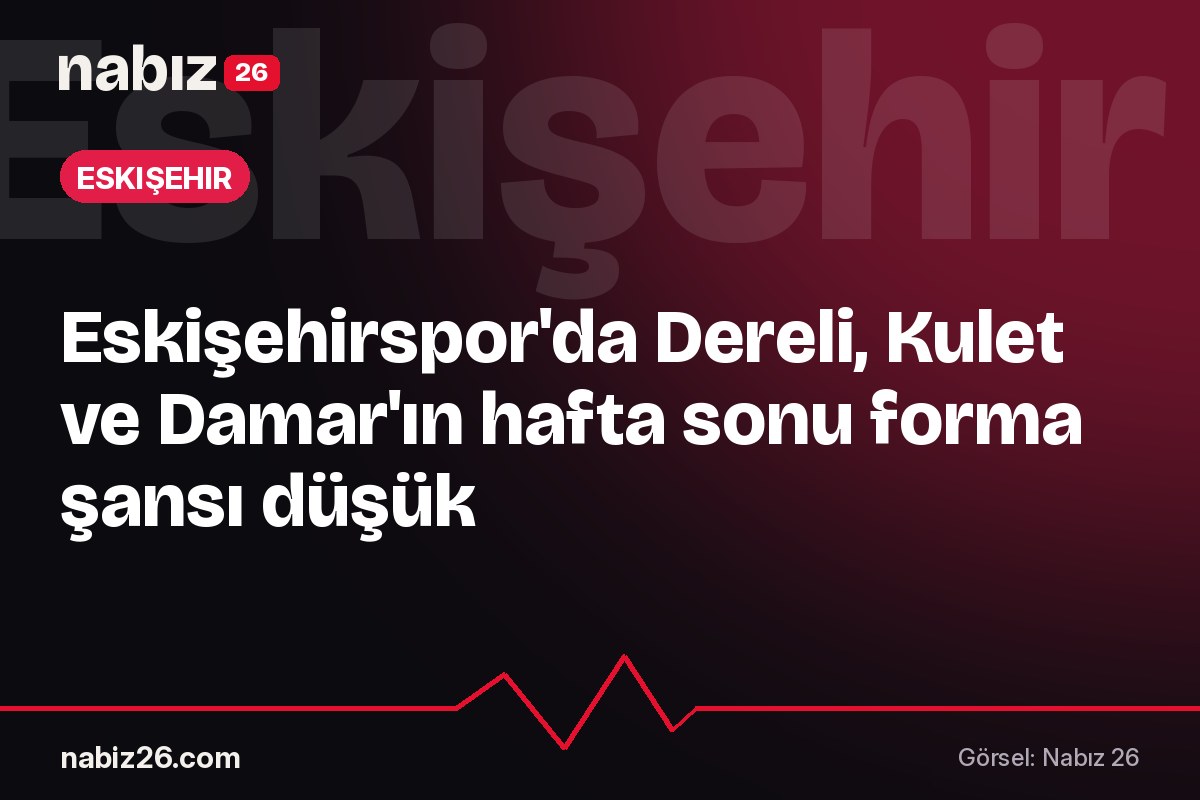 Eskişehir
nabız 26
ESKIŞEHIR
Eskişehirspor'da Dereli, Kulet
ve Damar'ın hafta sonu forma
şansı düşük
nabiz26.com
Görsel: Nabız 26